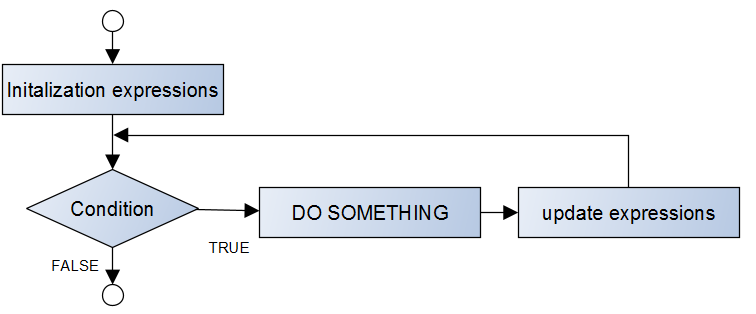 Initalization expressions
Condition
DO SOMETHING
update expressions
TRUE
FALSE